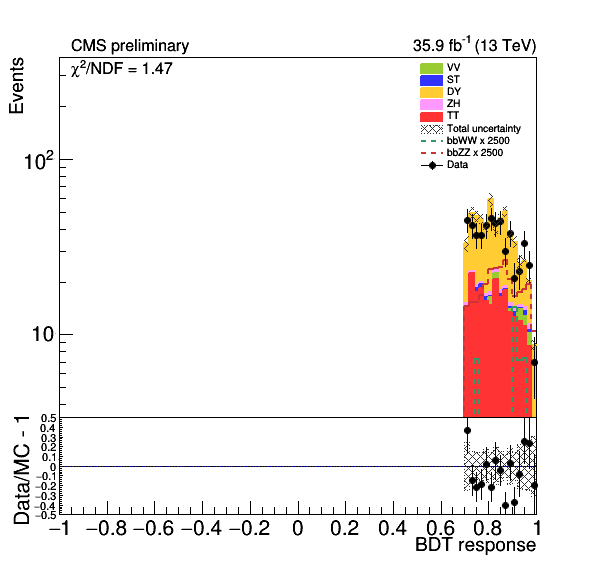 CMS preliminary 35.9 fb⁻¹ (13 TeV)
χ²/NDF = 1.47
Events
VV
ST
DY
ZH
TT
Total uncertainty
bbWW x 2500
bbZZ x 2500
Data
10²
10
Data/MC - 1
0.5
0.4
0.3
0.2
0.1
0
-0.1
-0.2
-0.3
-0.4
-0.5
−1 −0.8 −0.6 −0.4 −0.2 0 0.2 0.4 0.6 0.8 1
BDT response